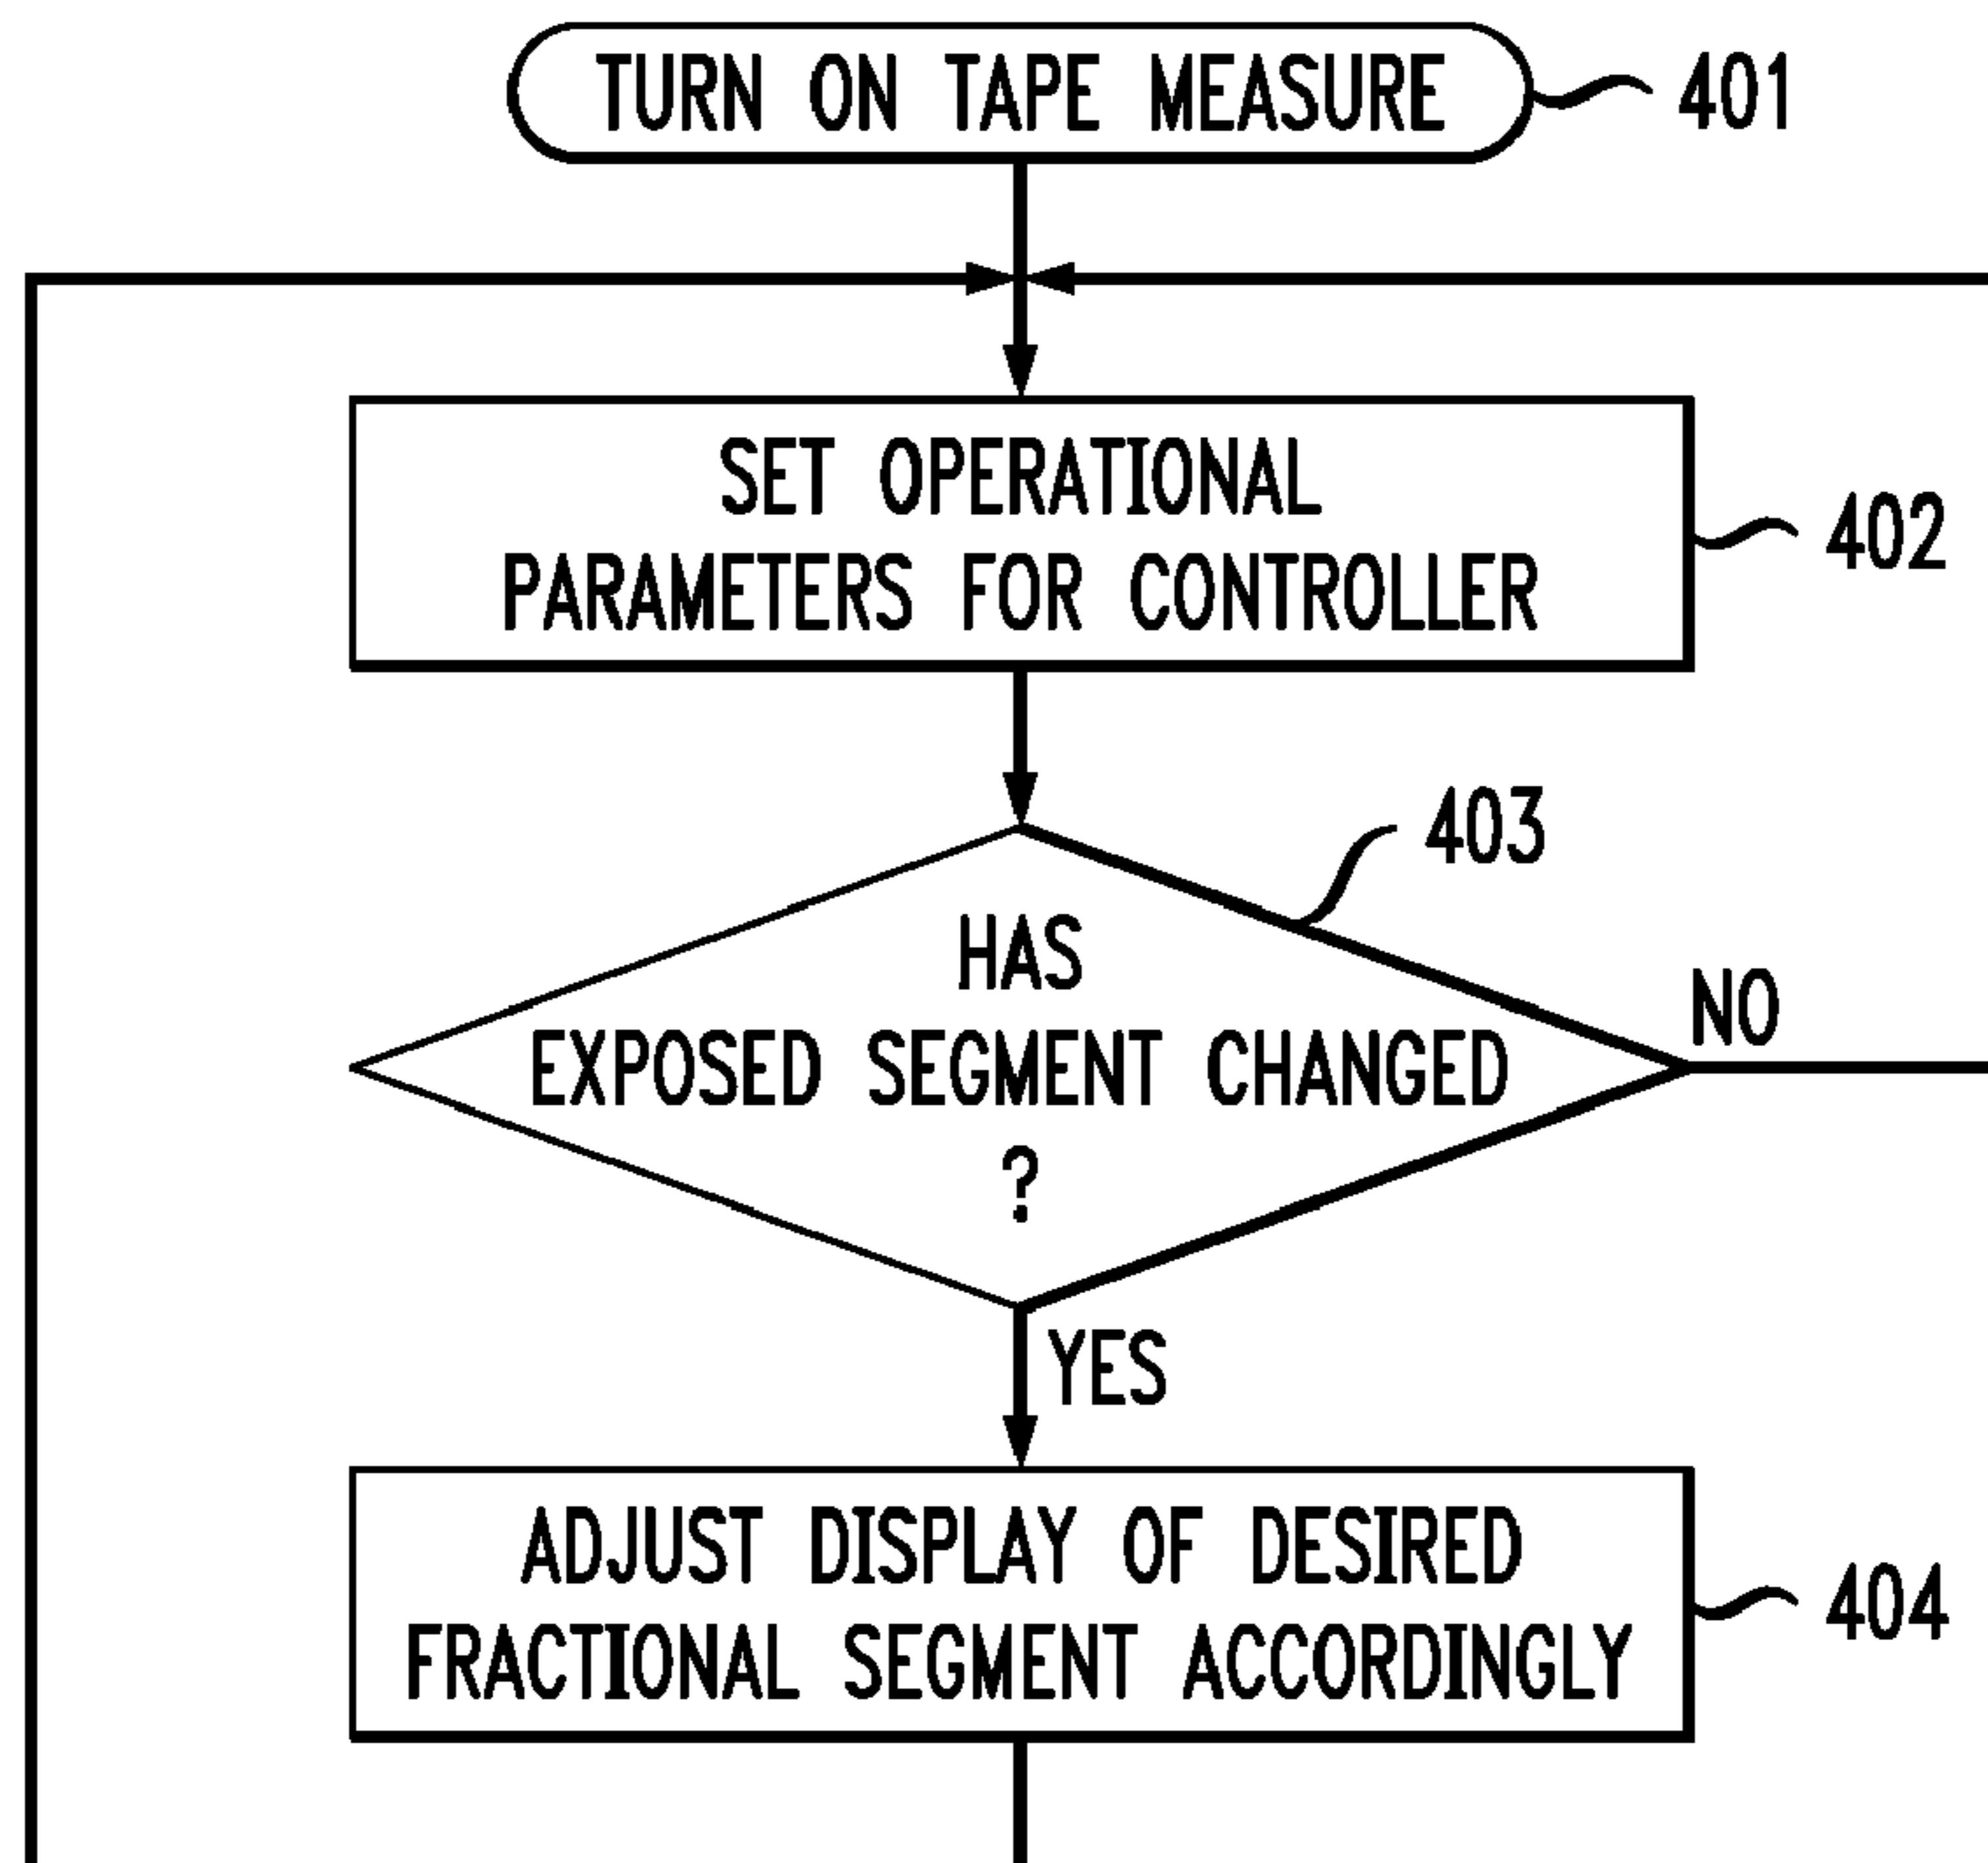 TURN ON TAPE MEASURE
401
SET OPERATIONAL
PARAMETERS FOR CONTROLLER
402
403
HAS
EXPOSED SEGMENT CHANGED
?
NO
YES
ADJUST DISPLAY OF DESIRED
FRACTIONAL SEGMENT ACCORDINGLY
404